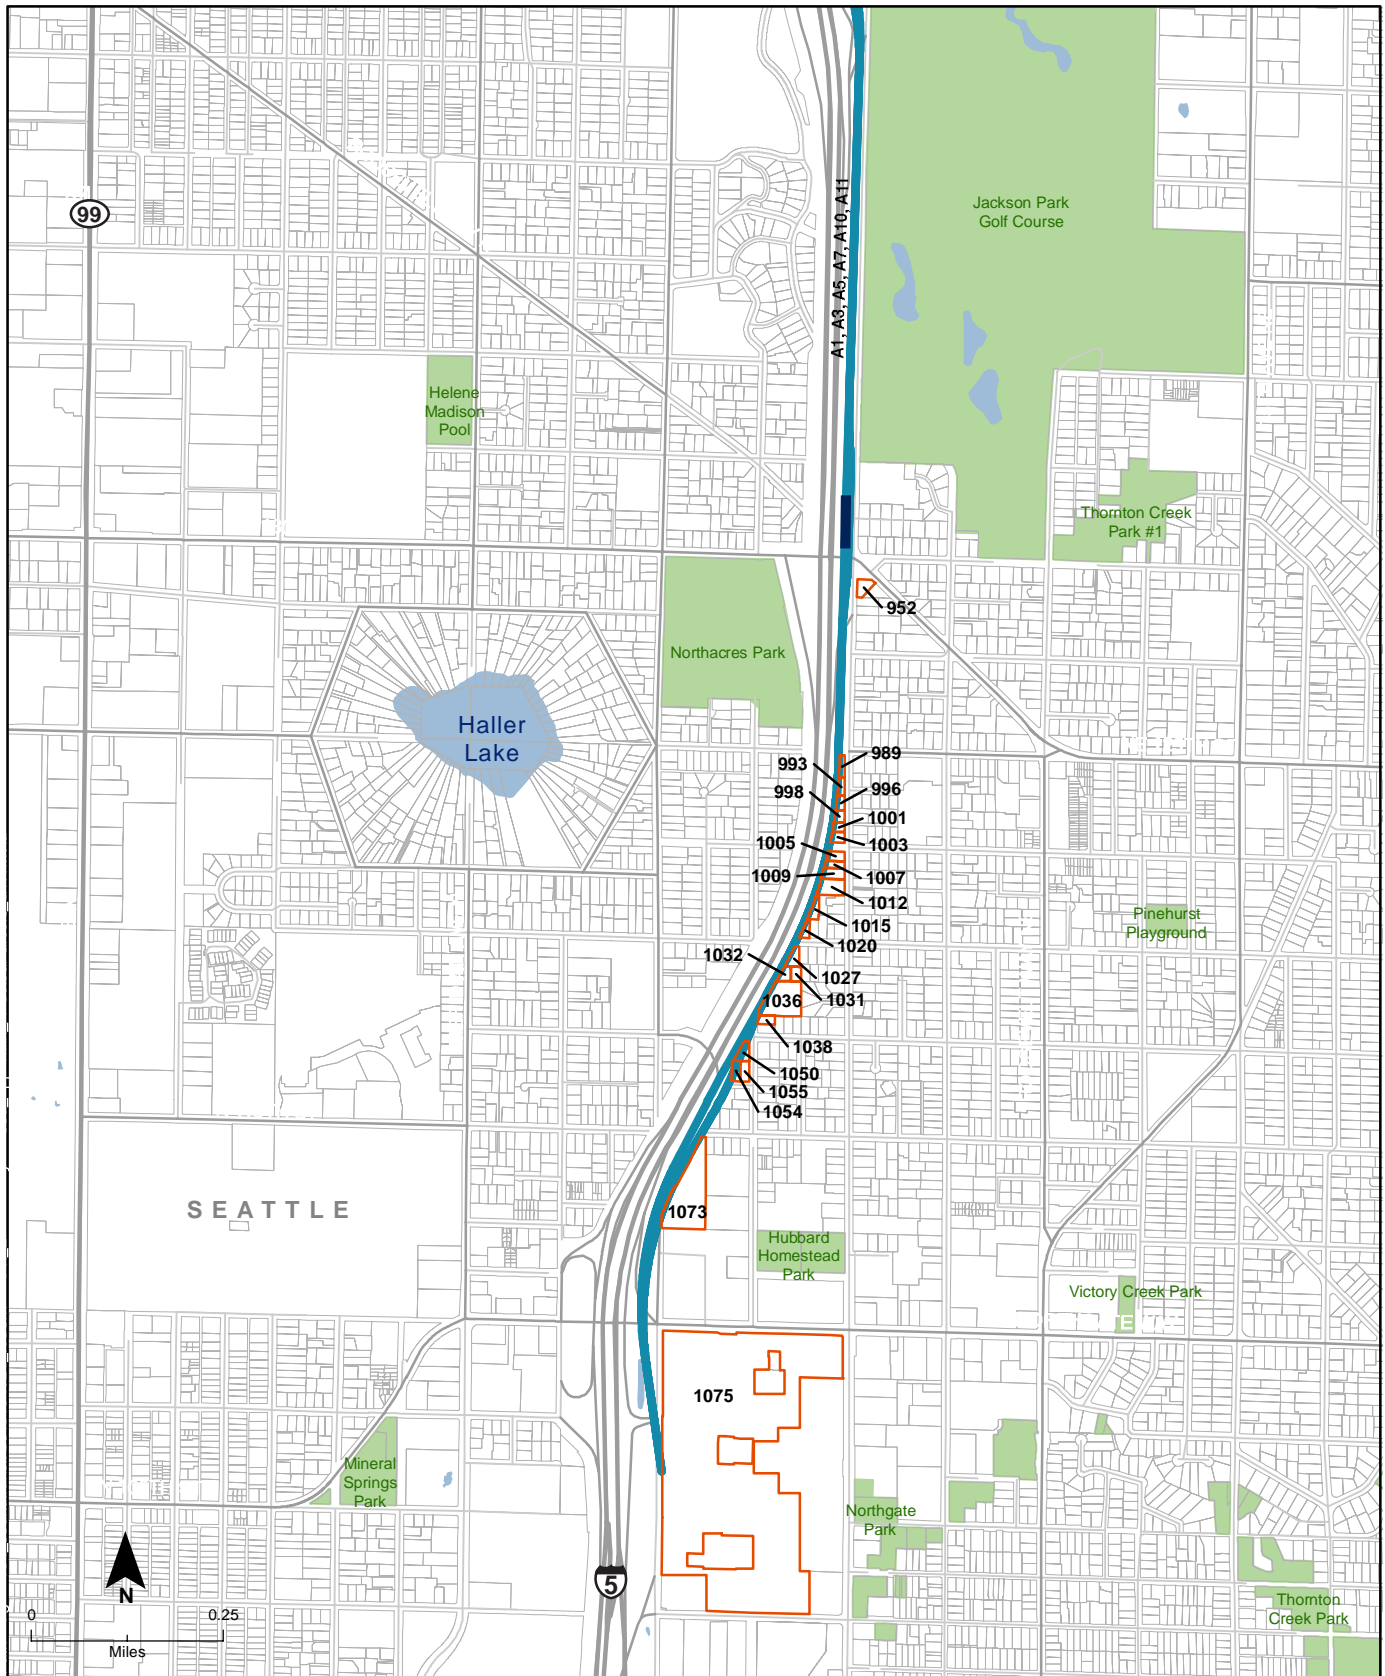 99
A1, A3, A5, A7, A10, A11
Jackson Park
Golf Course
Helene
Madison
Pool
Thornton Creek
Park #1
952
Northacres Park
Haller
Lake
989
993
996
998
1001
1003
1005
1007
1009
1012
1015
1020
Pinehurst
Playground
1032
1027
1031
1036
1038
1050
1055
1054
SEATTLE
1073
Hubbard
Homestead
Park
Victory Creek Park
1075
Mineral
Springs
Park
Northgate
Park
5
N
0
0.25
Miles
Thornton
Creek Park